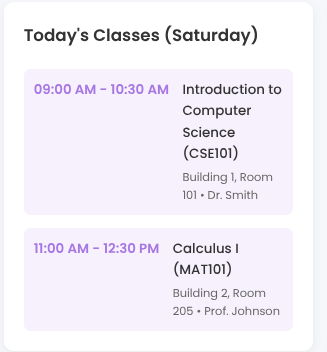 Today's Classes (Saturday)
09:00 AM - 10:30 AM
Introduction to
Computer
Science
(CSE101)
Building 1, Room
101 • Dr. Smith
11:00 AM - 12:30 PM
Calculus I
(MAT101)
Building 2, Room
205 • Prof. Johnson